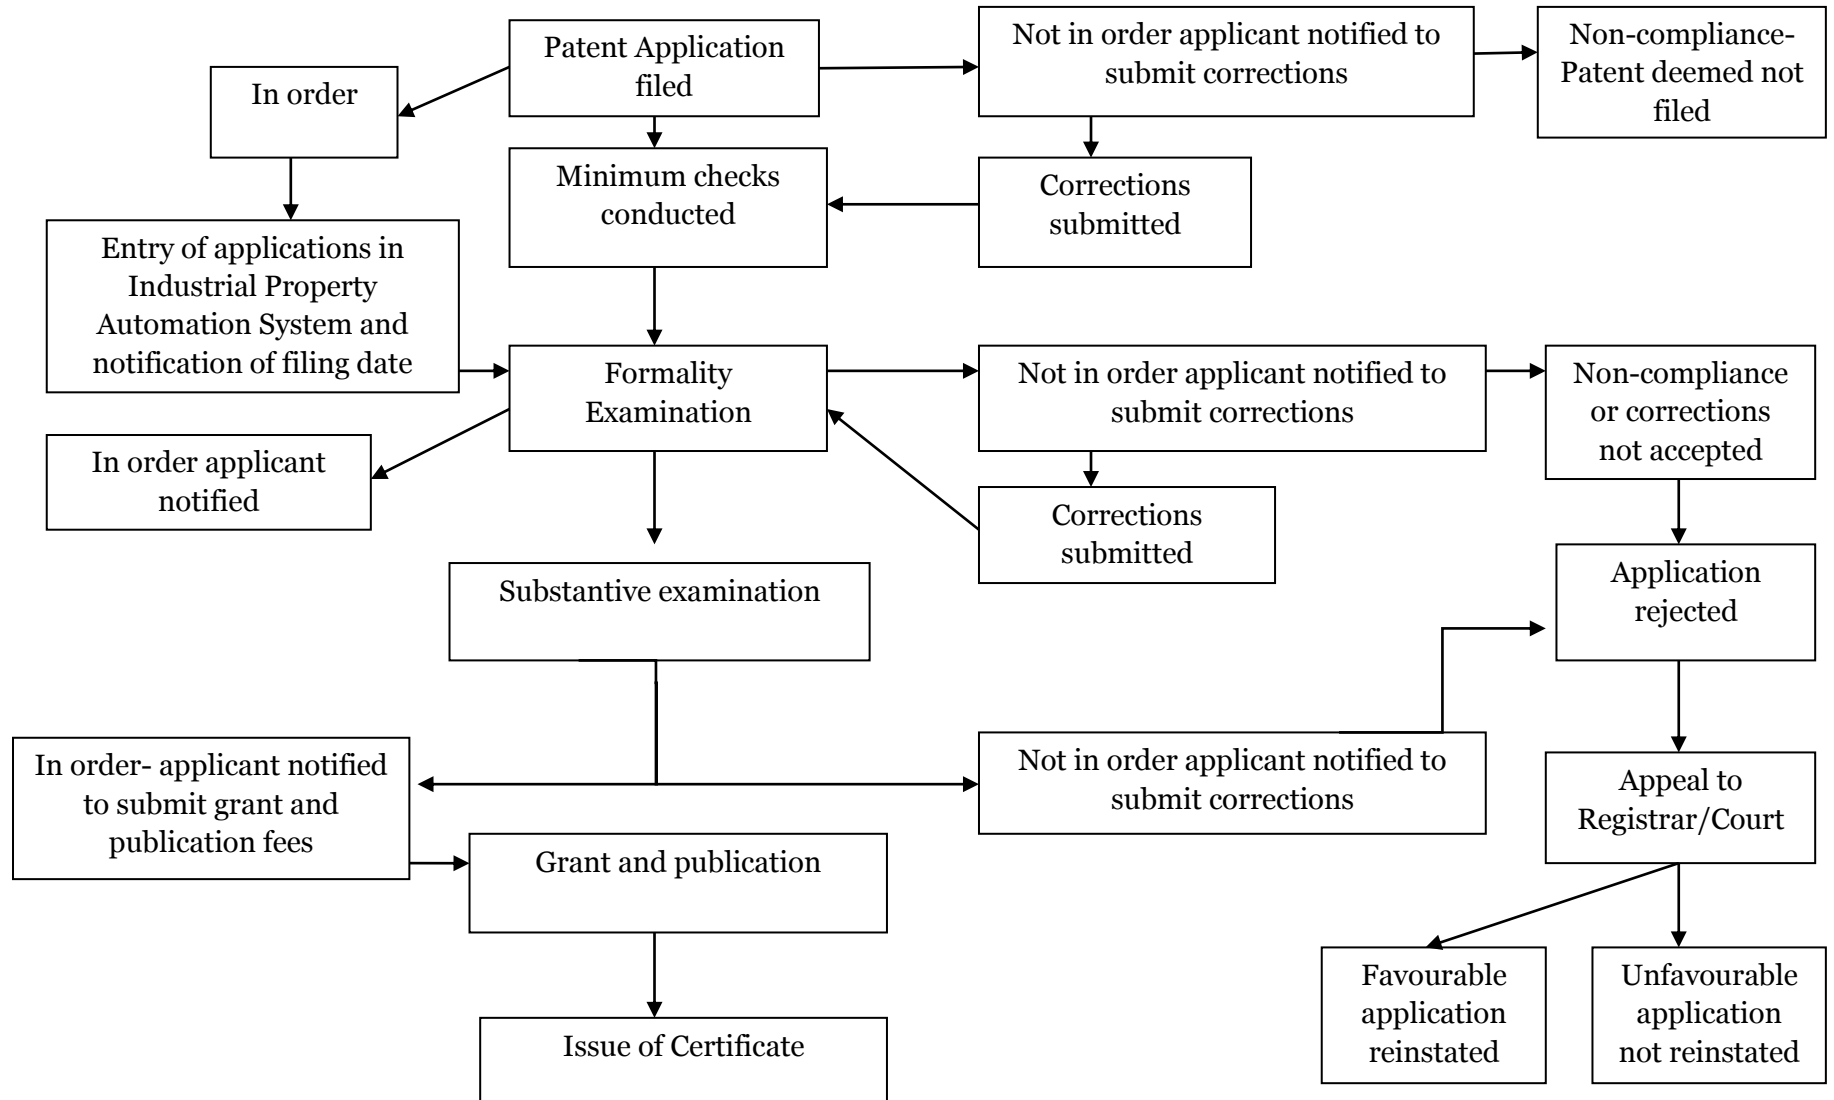 Patent Application
filed
Not in order applicant notified to
submit corrections
Non-compliance-
Patent deemed not
filed
In order
Minimum checks
conducted
Corrections
submitted
Entry of applications in
Industrial Property
Automation System and
notification of filing date
Formality
Examination
Not in order applicant notified to
submit corrections
Non-compliance
or corrections
not accepted
In order applicant
notified
Corrections
submitted
Application
rejected
Substantive examination
In order- applicant notified
to submit grant and
publication fees
Not in order applicant notified to
submit corrections
Appeal to
Registrar/Court
Grant and publication
Favourable
application
reinstated
Unfavourable
application
not reinstated
Issue of Certificate